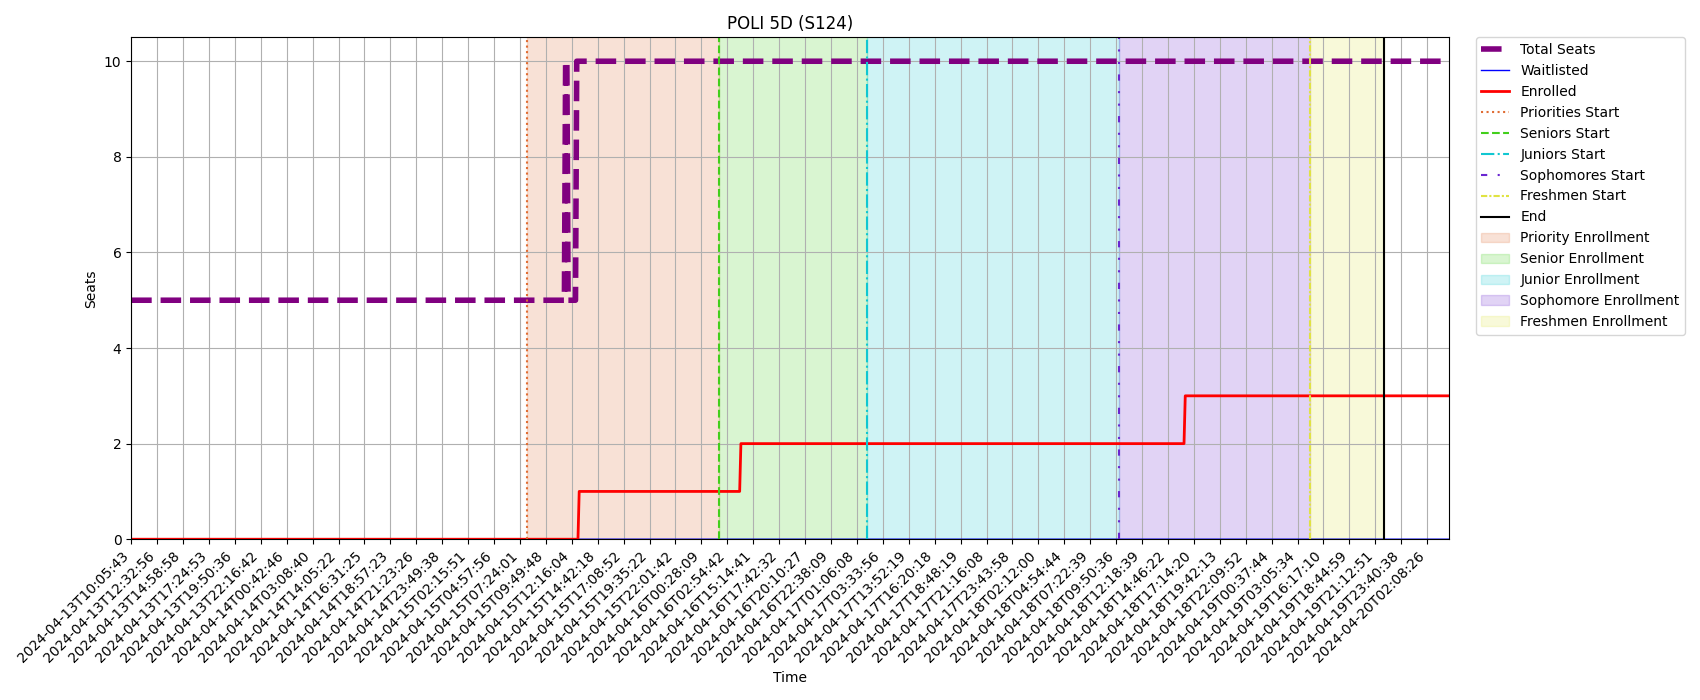 POLI 5D (S124)
10
8
6
4
2
0
Seats
2024-04-13T10:05:43
2024-04-13T12:32:56
2024-04-13T14:58:58
2024-04-13T17:24:53
2024-04-13T19:50:36
2024-04-13T22:16:42
2024-04-14T00:42:46
2024-04-14T03:08:40
2024-04-14T14:05:22
2024-04-14T16:31:25
2024-04-14T18:57:23
2024-04-14T21:23:26
2024-04-14T23:49:38
2024-04-15T02:15:51
2024-04-15T04:57:56
2024-04-15T07:24:01
2024-04-15T09:49:48
2024-04-15T12:16:04
2024-04-15T14:42:18
2024-04-15T17:08:52
2024-04-15T19:35:22
2024-04-15T22:01:42
2024-04-16T00:28:09
2024-04-16T02:54:42
2024-04-16T15:14:41
2024-04-16T17:42:32
2024-04-16T20:10:27
2024-04-16T22:38:09
2024-04-17T01:06:08
2024-04-17T03:33:56
2024-04-17T13:52:19
2024-04-17T16:20:18
2024-04-17T18:48:19
2024-04-17T21:16:08
2024-04-17T23:43:58
2024-04-18T02:12:00
2024-04-18T04:54:44
2024-04-18T07:22:39
2024-04-18T09:50:36
2024-04-18T12:18:39
2024-04-18T14:46:22
2024-04-18T17:14:20
2024-04-18T19:42:13
2024-04-18T22:09:52
2024-04-19T00:37:44
2024-04-19T03:05:34
2024-04-19T16:17:10
2024-04-19T18:44:59
2024-04-19T21:12:51
2024-04-19T23:40:38
2024-04-20T02:08:26
Time
Total Seats
Waitlisted
Enrolled
Priorities Start
Seniors Start
Juniors Start
Sophomores Start
Freshmen Start
End
Priority Enrollment
Senior Enrollment
Junior Enrollment
Sophomore Enrollment
Freshmen Enrollment